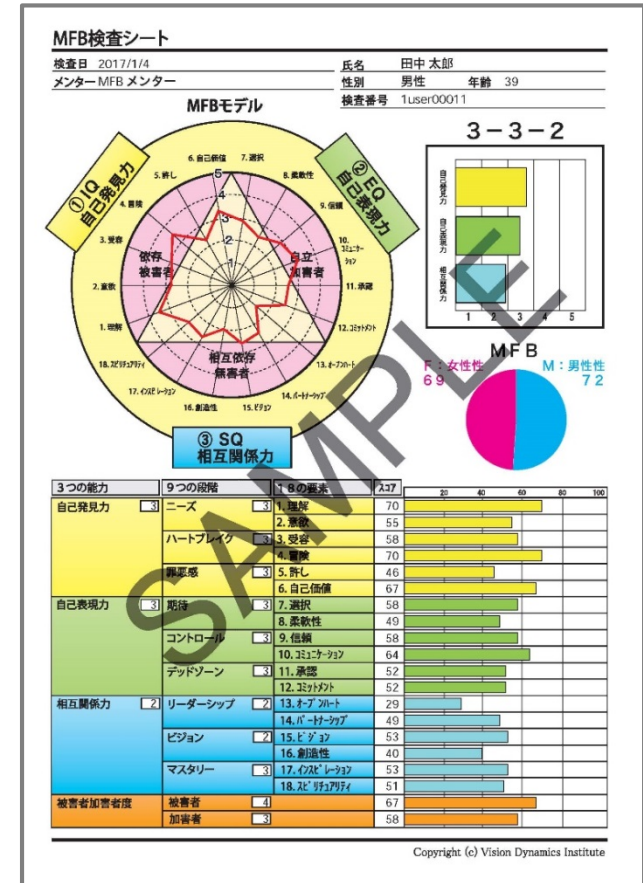 MFB検査シート
検査日 2017/1/4
氏名 田中 太郎
メンター MFB メンター
性別 男性 年齢 39
検査番号 1user00011
MFBモデル
① IQ
自己発見力
② EQ
自己表現力
③ SQ
相互関係力
6. 自己価値
7. 選択
5. 許し
8. 柔軟性
4. 冒険
9. 信頼
3. 受容
10. コミュニケーション
2. 意欲
11. 承認
1. 理解
12. コミットメント
18. スピリチュアリティ
13. オープンハート
17. インスピレーション
14. パートナーシップ
16. 創造性
15. ビジョン
5
4
3
2
1
依存
被害者
自立
加害者
相互依存
無害者
3-3-2
自己発見力
自己表現力
相互関係力
1 2 3 4 5
MFB
F：女性性
69
M：男性性
72
3つの能力 9つの段階 18の要素 スコア 20 40 60 80 100
自己発見力 3 ニーズ 3 1. 理解 70
2. 意欲 55
ハートブレイク 3 3. 受容 58
4. 冒険 70
罪悪感 3 5. 許し 46
6. 自己価値 67
自己表現力 3 期待 3 7. 選択 58
8. 柔軟性 49
コントロール 3 9. 信頼 58
10. コミュニケーション 64
デッドゾーン 3 11. 承認 52
12. コミットメント 52
相互関係力 2 リーダーシップ 2 13. オープンハート 29
14. パートナーシップ 49
ビジョン 2 15. ビジョン 53
16. 創造性 40
マスタリー 3 17. インスピレーション 53
18. スピリチュアリティ 51
被害者加害者度 被害者 4 67
加害者 3 58
SAMPLE
Copyright (c) Vision Dynamics Institute